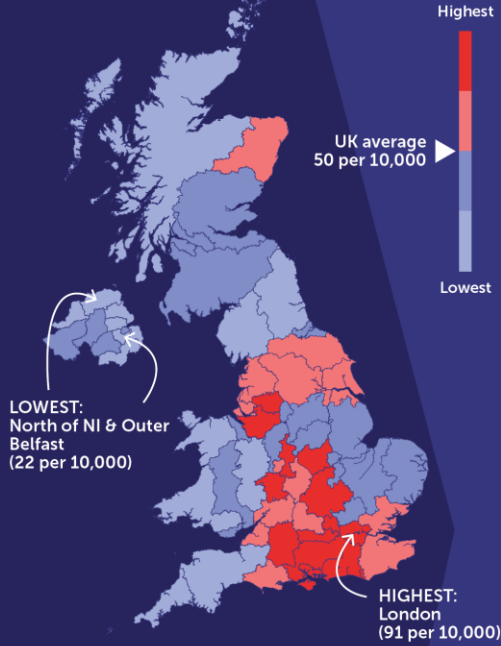 Highest
UK average
50 per 10,000
Lowest
LOWEST:
North of NI & Outer
Belfast
(22 per 10,000)
HIGHEST:
London
(91 per 10,000)